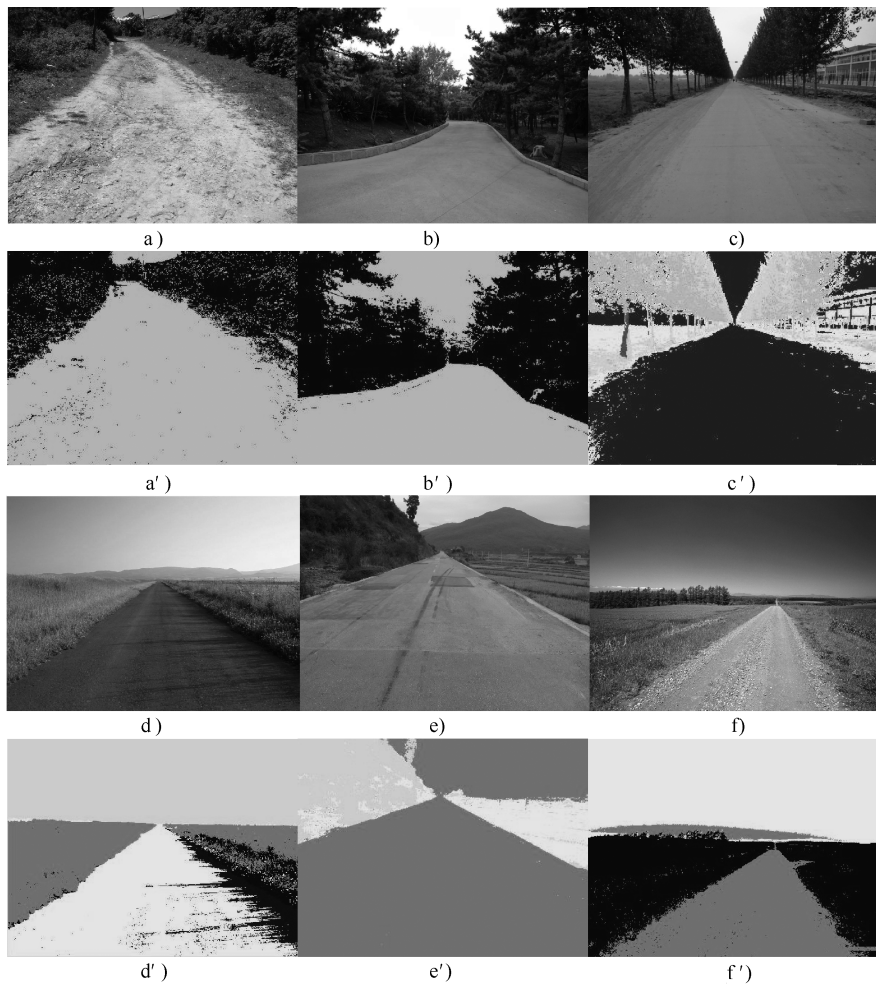 a )
b)
c)
a′ )
b′ )
c′ )
d )
e)
f)
d′ )
e′ )
f ′ )